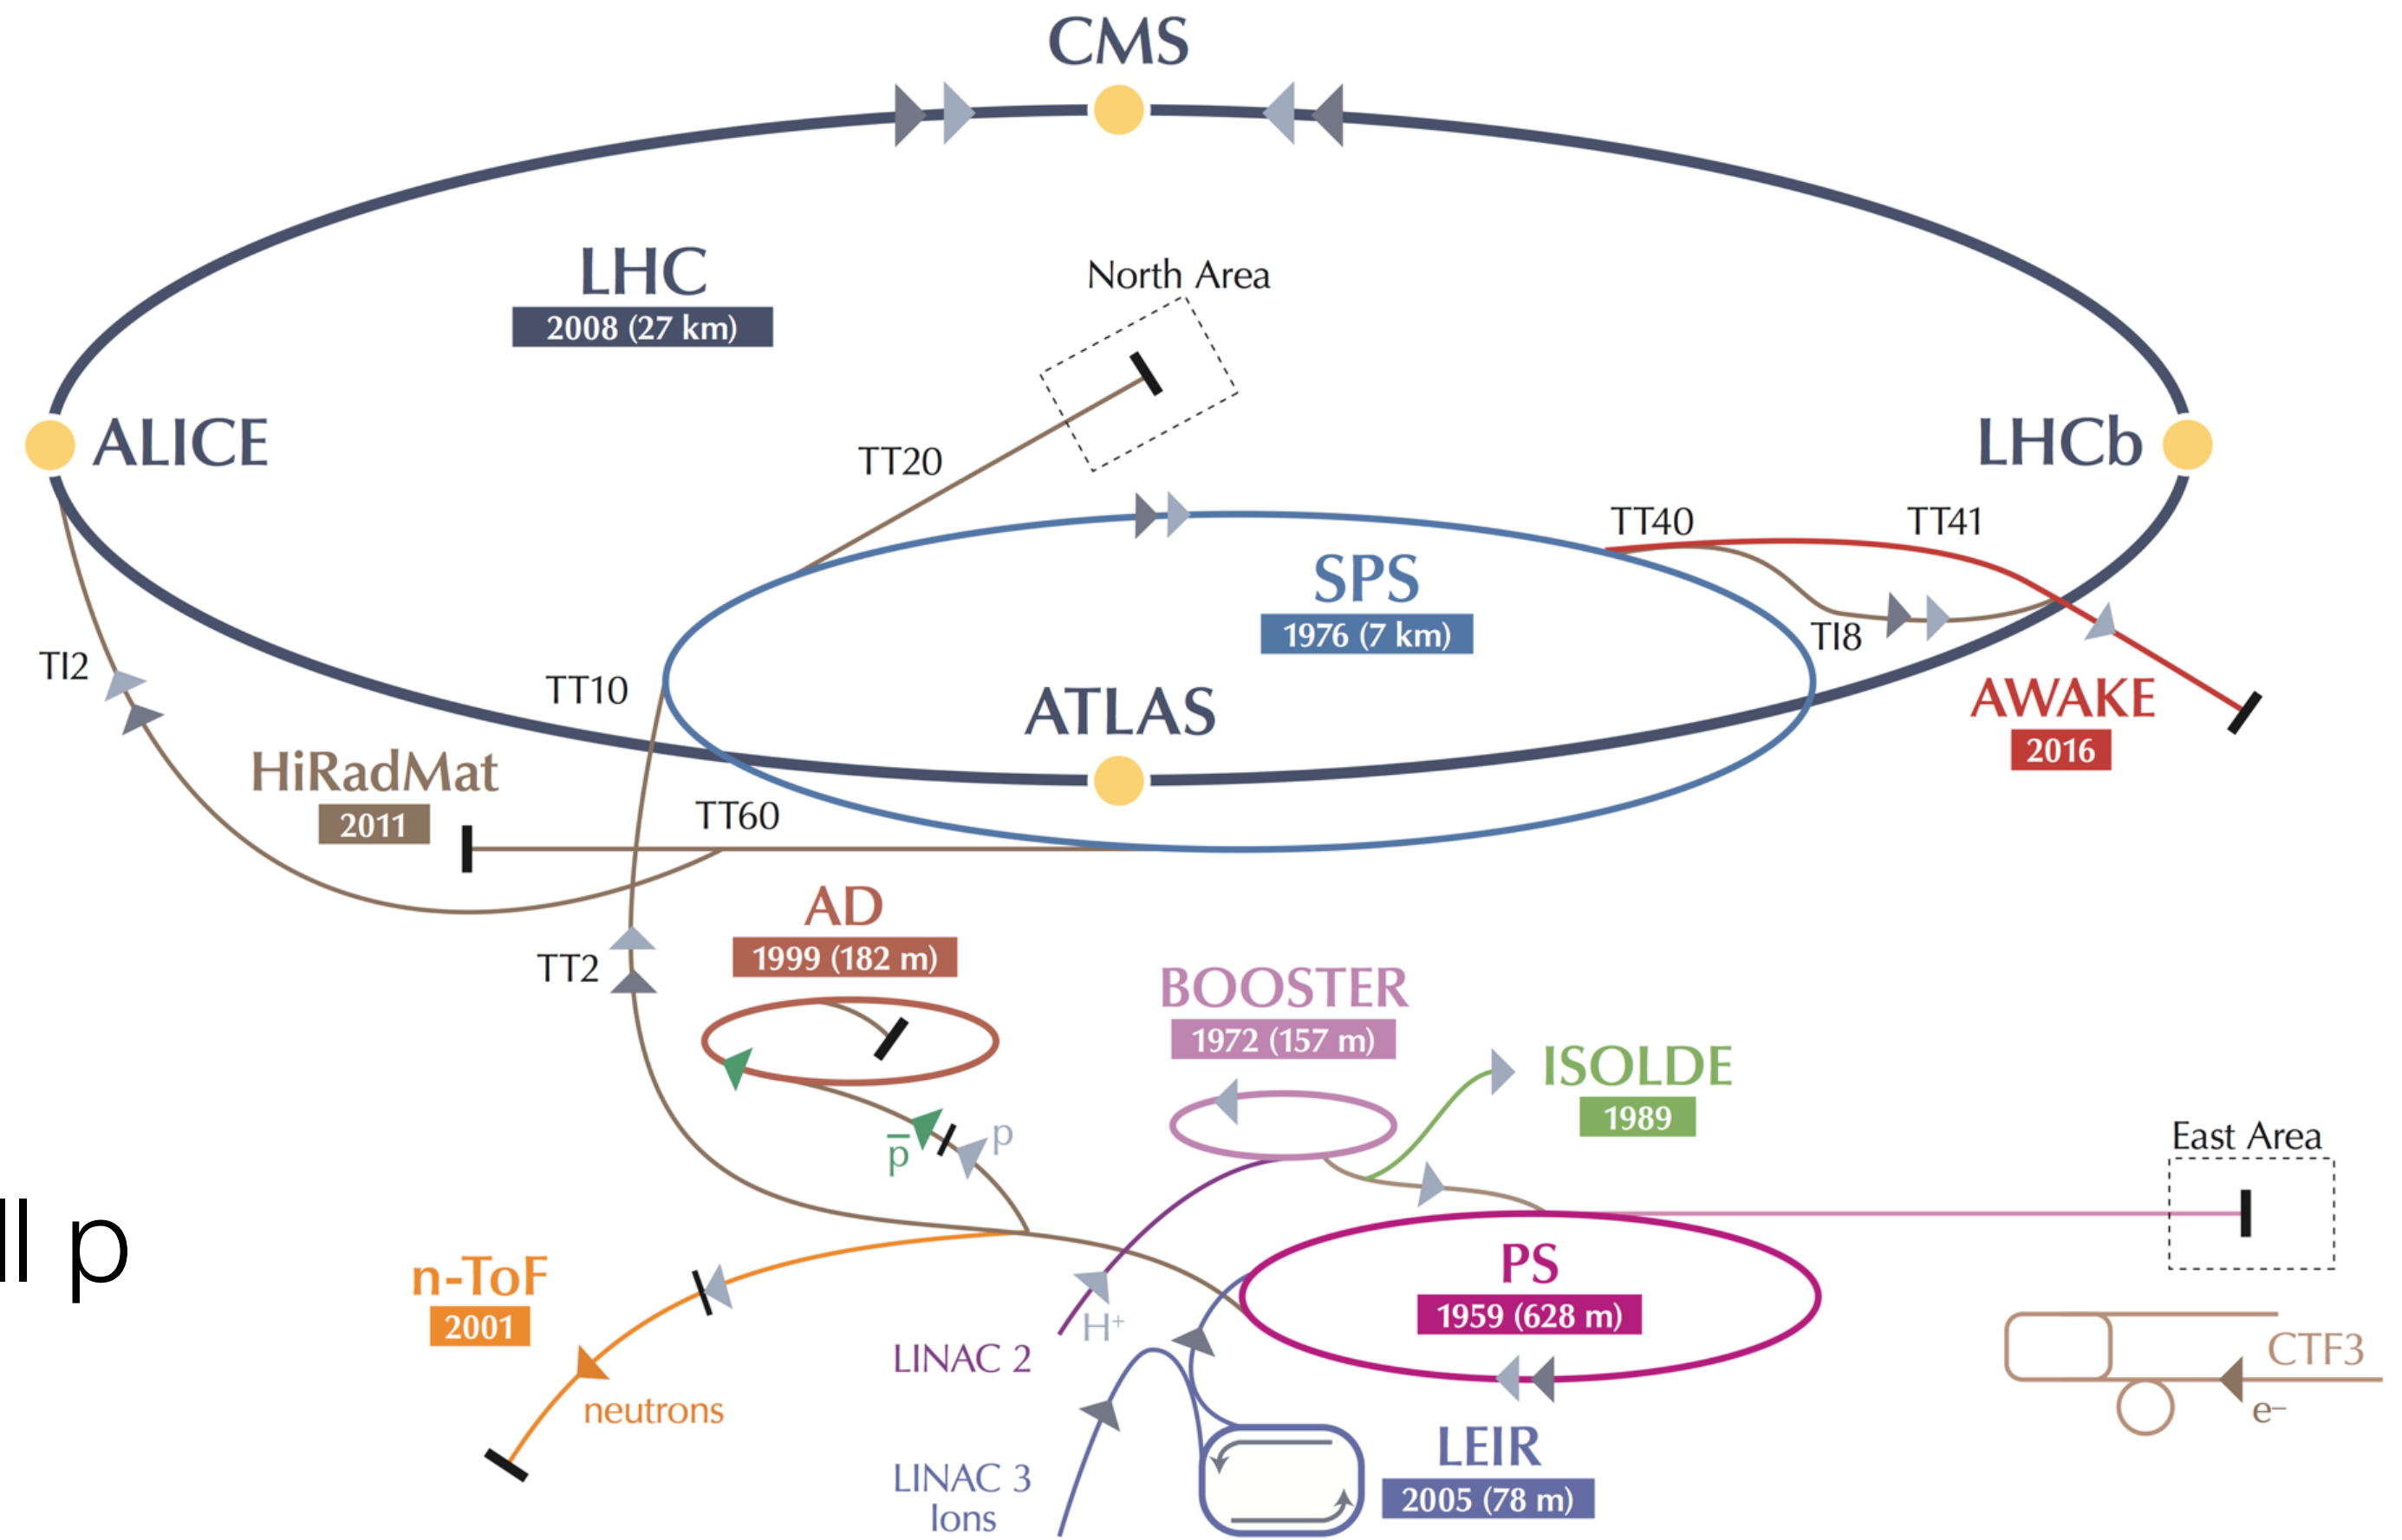 CMS
LHC
2008 (27 km)
North Area
ALICE
LHCb
TT20
TT40
TT41
SPS
1976 (7 km)
TI8
TI2
TT10
ATLAS
AWAKE
2016
HiRadMat
2011
TT60
AD
1999 (182 m)
TT2
BOOSTER
1972 (157 m)
ISOLDE
1989
p
p̅
East Area
ll p
n-ToF
2001
PS
1959 (628 m)
H⁺
LINAC 2
CTF3
neutrons
e–
LEIR
2005 (78 m)
LINAC 3
Ions